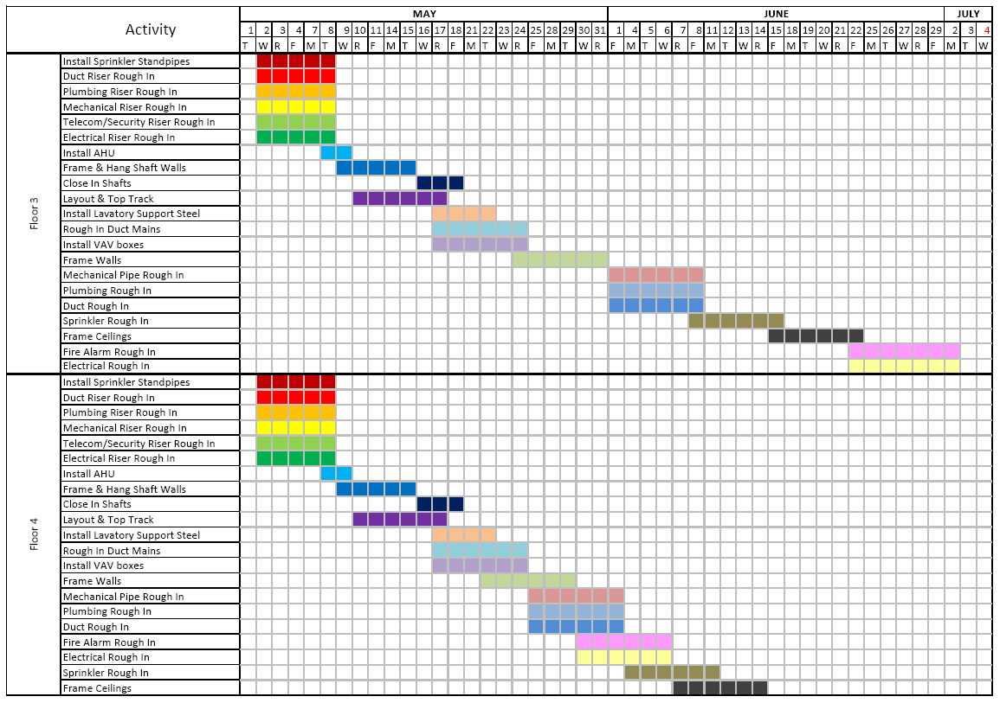 Activity
MAY JUNE JULY
1 2 3 4 7 8 9 10 11 14 15 16 17 18 21 22 23 24 25 28 29 30 31 1 4 5 6 7 8 11 12 13 14 15 18 19 20 21 22 25 26 27 28 29 2 3 4
T W R F M T W R F M T W R F M T W R F M T W R F M T W R F M T W R F M T W R F M T W R F M T W
Floor 3
Install Sprinkler Standpipes
Duct Riser Rough In
Plumbing Riser Rough In
Mechanical Riser Rough In
Telecom/Security Riser Rough In
Electrical Riser Rough In
Install AHU
Frame & Hang Shaft Walls
Close In Shafts
Layout & Top Track
Install Lavatory Support Steel
Rough In Duct Mains
Install VAV boxes
Frame Walls
Mechanical Pipe Rough In
Plumbing Rough In
Duct Rough In
Sprinkler Rough In
Frame Ceilings
Fire Alarm Rough In
Electrical Rough In
Floor 4
Install Sprinkler Standpipes
Duct Riser Rough In
Plumbing Riser Rough In
Mechanical Riser Rough In
Telecom/Security Riser Rough In
Electrical Riser Rough In
Install AHU
Frame & Hang Shaft Walls
Close In Shafts
Layout & Top Track
Install Lavatory Support Steel
Rough In Duct Mains
Install VAV boxes
Frame Walls
Mechanical Pipe Rough In
Plumbing Rough In
Duct Rough In
Fire Alarm Rough In
Electrical Rough In
Sprinkler Rough In
Frame Ceilings